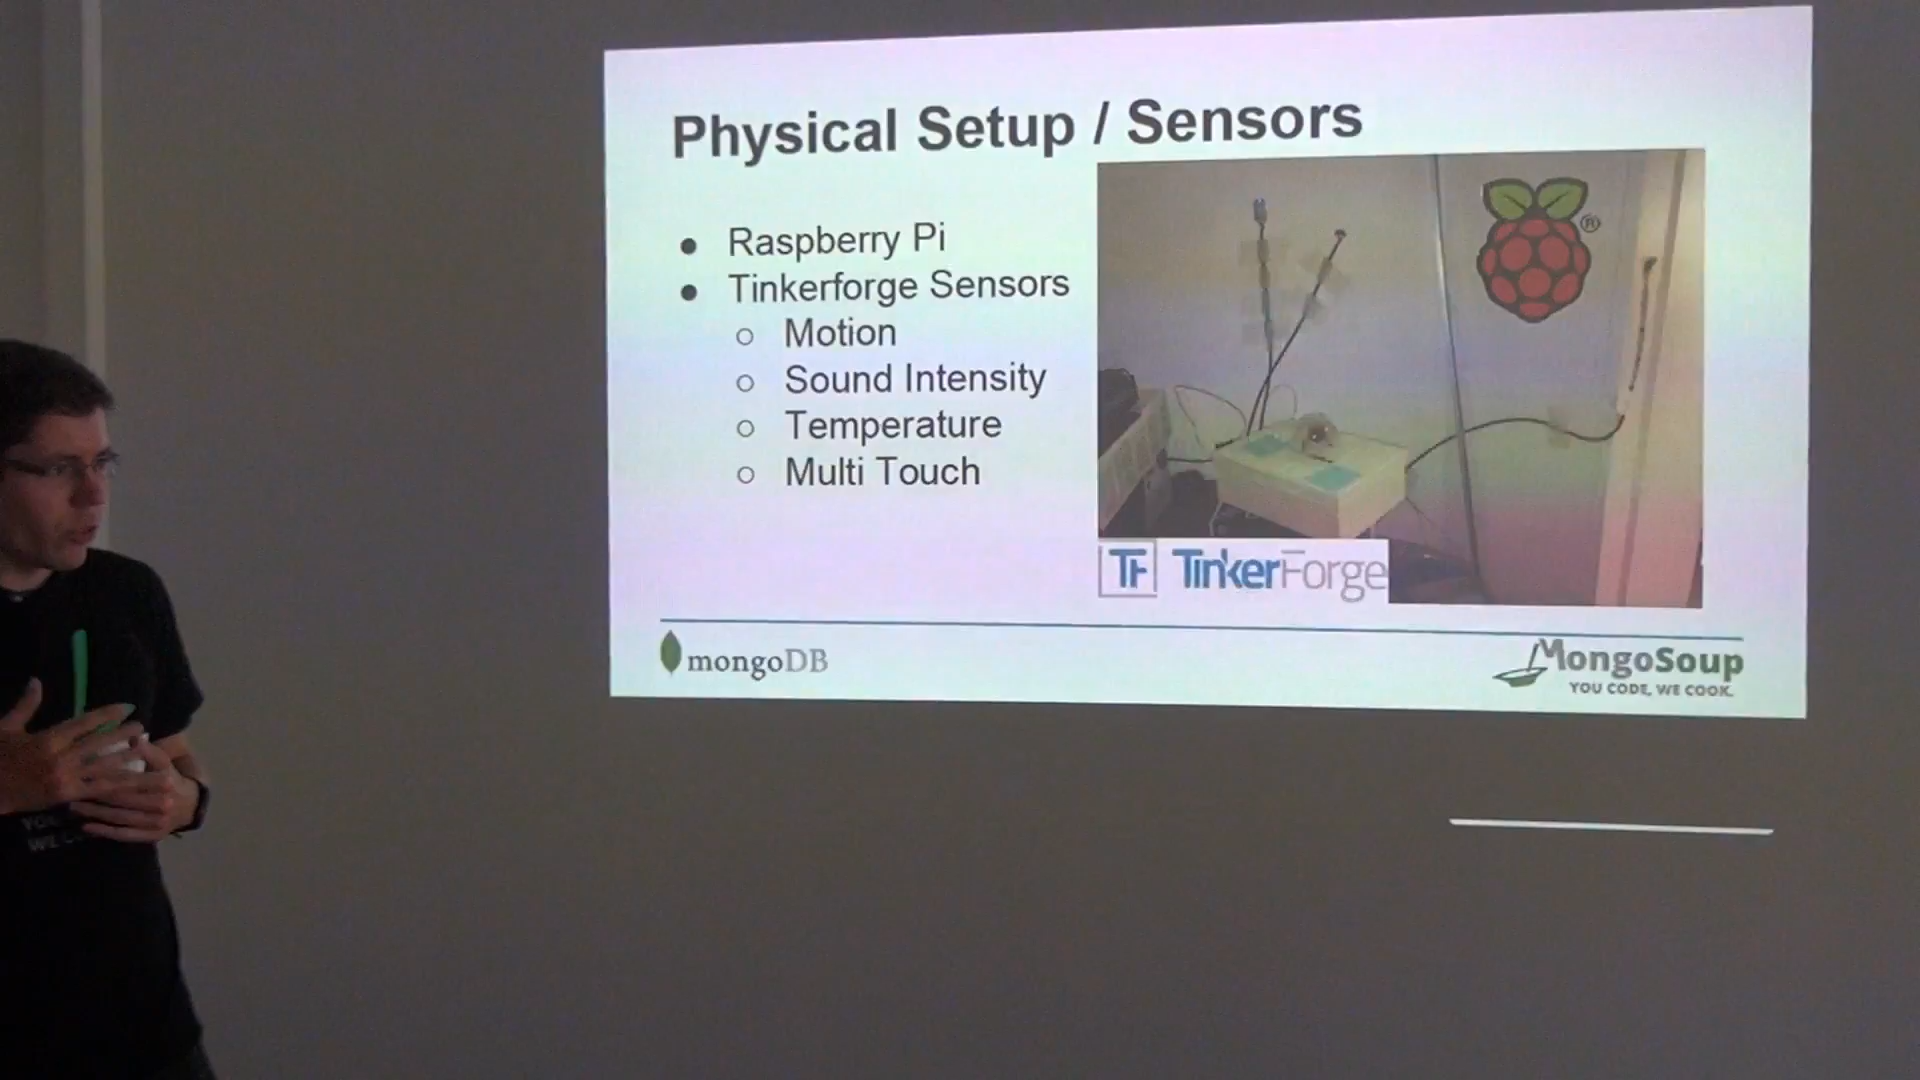 Physical Setup / Sensors
● Raspberry Pi
● Tinkerforge Sensors
○ Motion
○ Sound Intensity
○ Temperature
○ Multi Touch
®
TF TinkerForge
mongoDB
MongoSoup
YOU CODE, WE COOK.